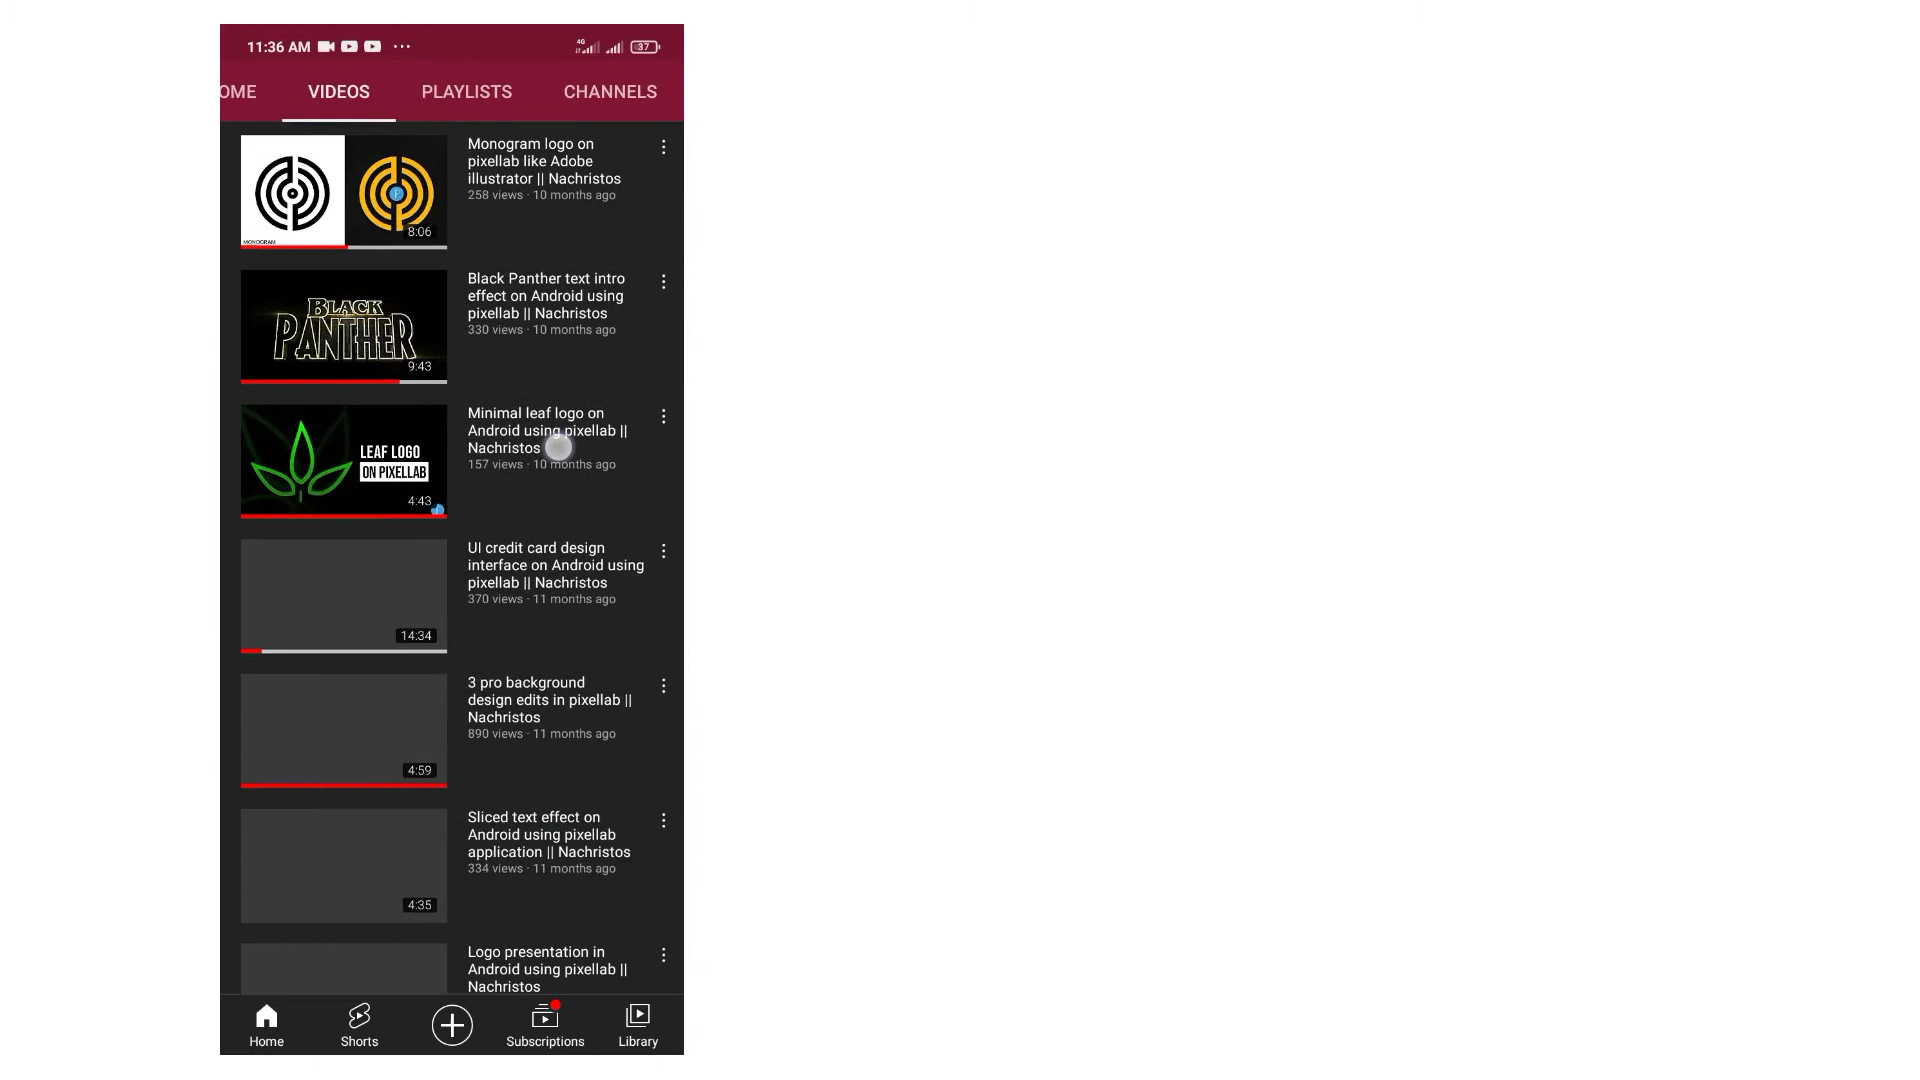 11:36 AM
4G
37
OME VIDEOS PLAYLISTS CHANNELS
MONOGRAM
8:06
Monogram logo on
pixellab like Adobe
illustrator || Nachristos
258 views · 10 months ago
BLACK
PANTHER
9:43
Black Panther text intro
effect on Android using
pixellab || Nachristos
330 views · 10 months ago
LEAF LOGO
ON PIXELLAB
4:43
Minimal leaf logo on
Android using pixellab ||
Nachristos
157 views · 10 months ago
14:34
UI credit card design
interface on Android using
pixellab || Nachristos
370 views · 11 months ago
4:59
3 pro background
design edits in pixellab ||
Nachristos
890 views · 11 months ago
4:35
Sliced text effect on
Android using pixellab
application || Nachristos
334 views · 11 months ago
Logo presentation in
Android using pixellab ||
Nachristos
Home Shorts Subscriptions Library